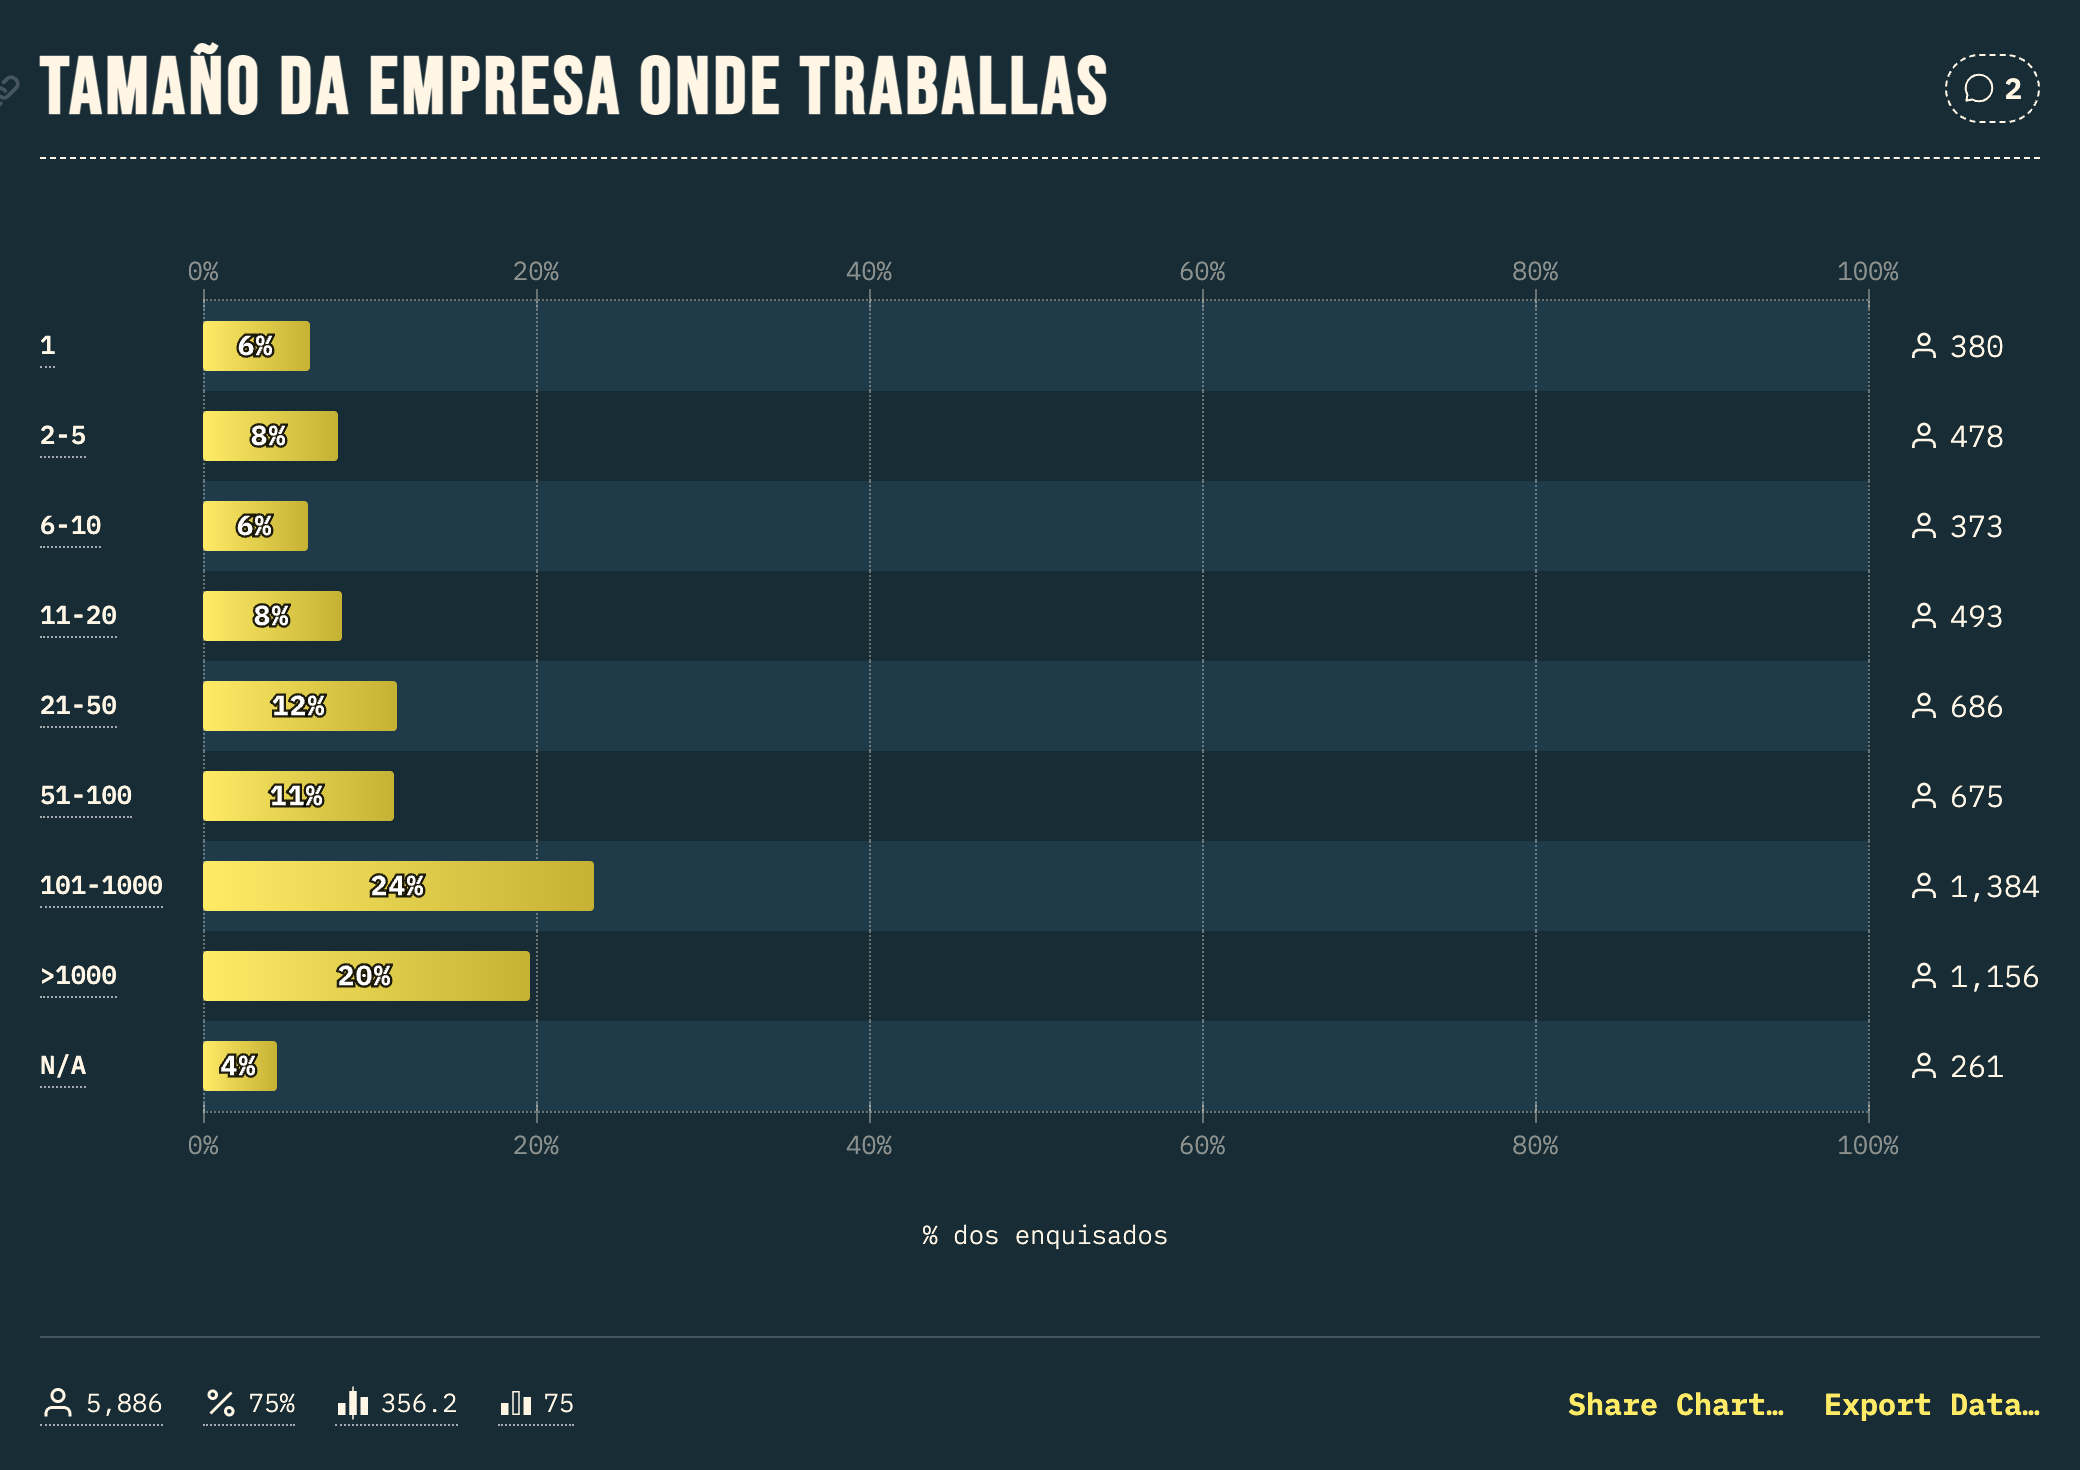 TAMAÑO DA EMPRESA ONDE TRABALLAS
2
0% 20% 40% 60% 80% 100%
1 6% 380
2-5 8% 478
6-10 6% 373
11-20 8% 493
21-50 12% 686
51-100 11% 675
101-1000 24% 1,384
>1000 20% 1,156
N/A 4% 261
0% 20% 40% 60% 80% 100%
% dos enquisados
5,886 75% 356.2 75 Share Chart… Export Data…